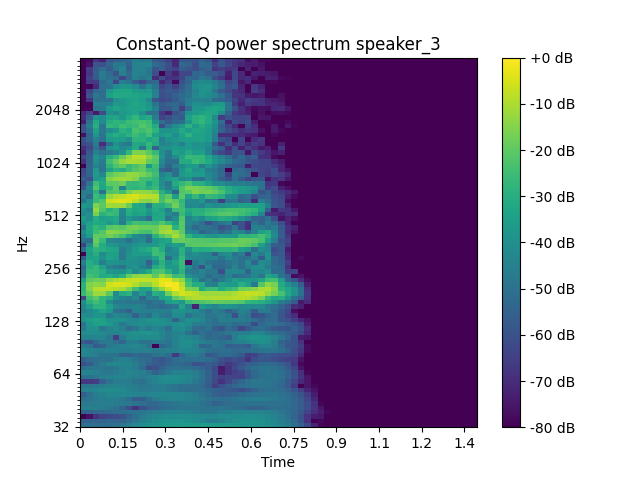 Constant-Q power spectrum speaker_3
+0 dB
2048
-10 dB
1024
-20 dB
512
-30 dB
Hz
-40 dB
256
-50 dB
128
-60 dB
64
-70 dB
32
-80 dB
0 0.15 0.3 0.45 0.6 0.75 0.9 1.1 1.2 1.4
Time